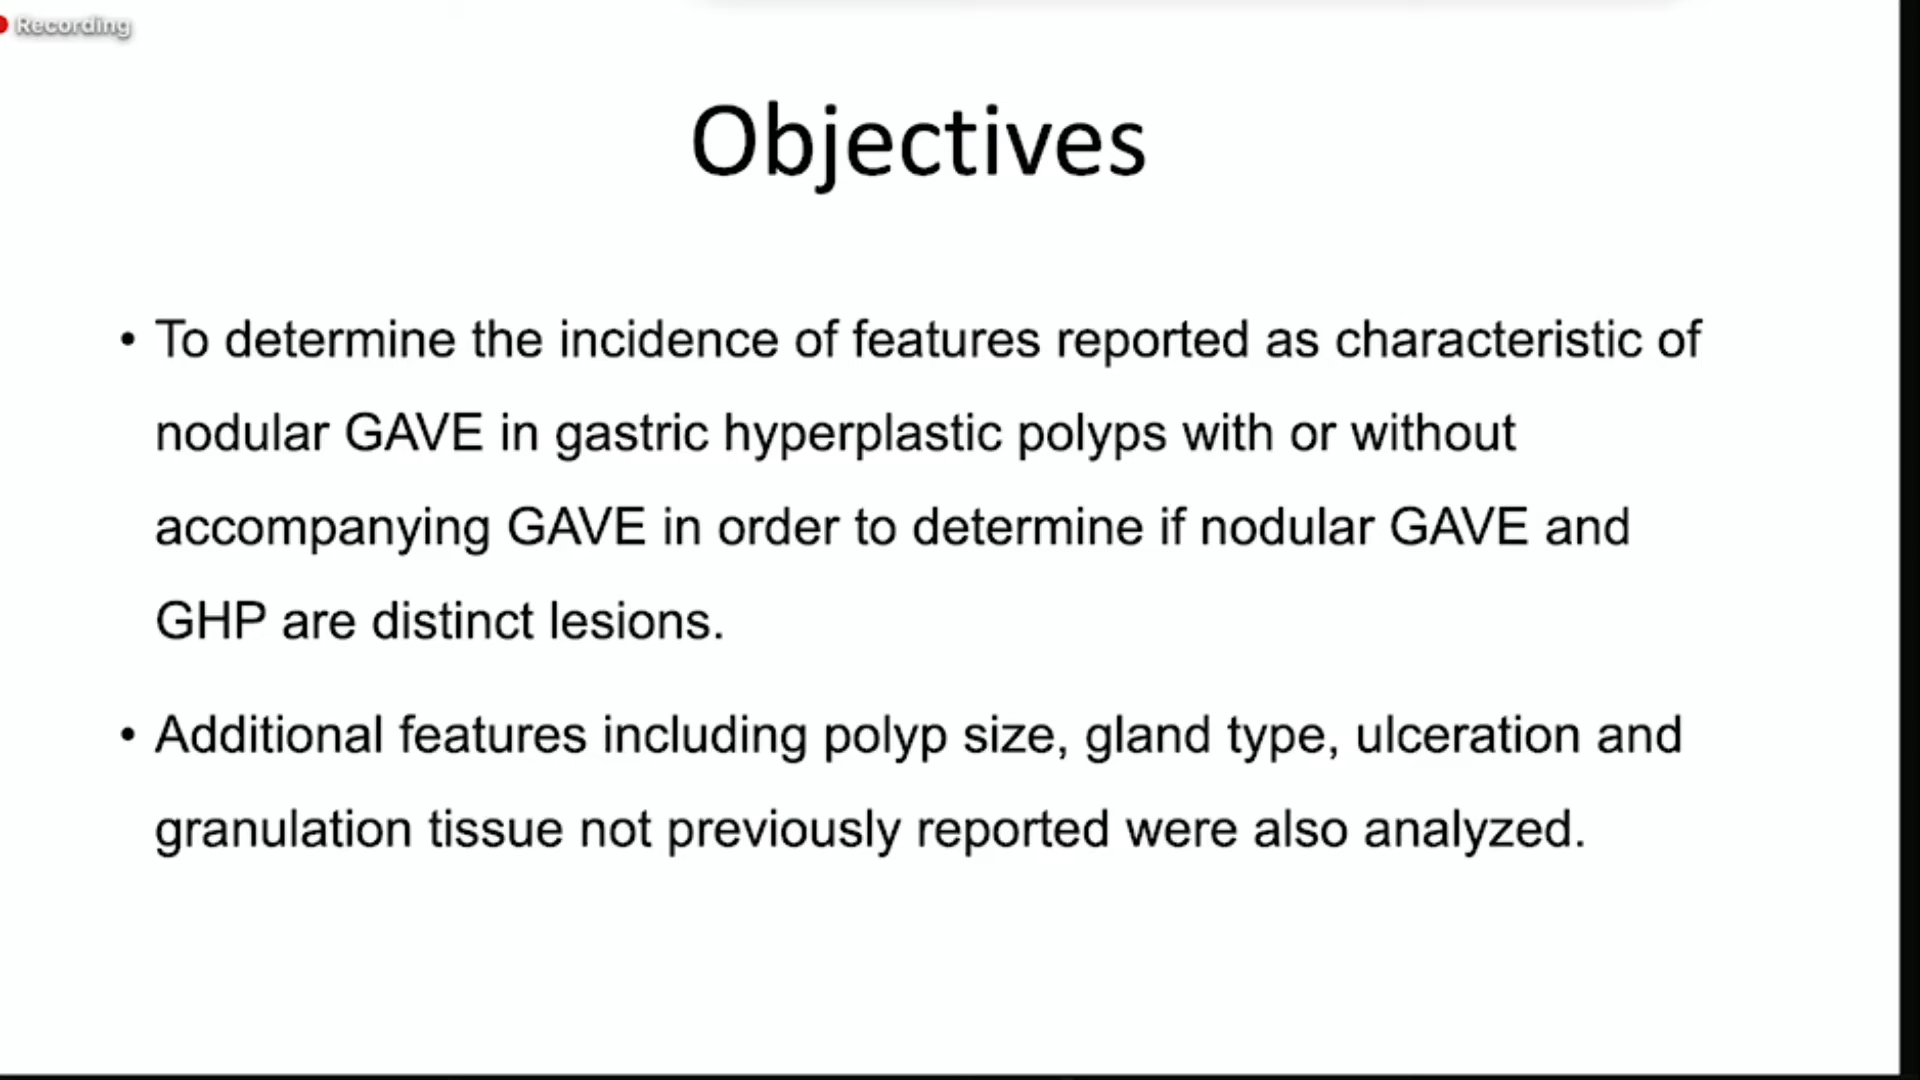 Recording
Objectives
• To determine the incidence of features reported as characteristic of
nodular GAVE in gastric hyperplastic polyps with or without
accompanying GAVE in order to determine if nodular GAVE and
GHP are distinct lesions.
• Additional features including polyp size, gland type, ulceration and
granulation tissue not previously reported were also analyzed.